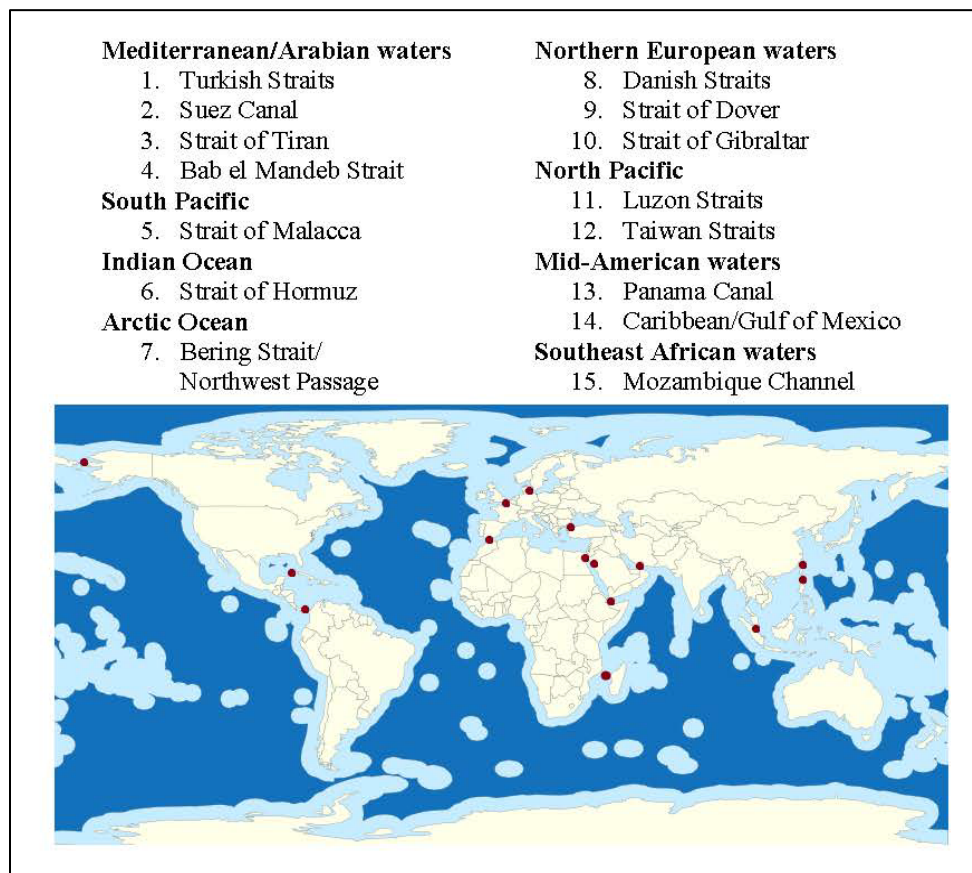 Mediterranean/Arabian waters
1. Turkish Straits
2. Suez Canal
3. Strait of Tiran
4. Bab el Mandeb Strait
South Pacific
5. Strait of Malacca
Indian Ocean
6. Strait of Hormuz
Arctic Ocean
7. Bering Strait/
Northwest Passage
Northern European waters
8. Danish Straits
9. Strait of Dover
10. Strait of Gibraltar
North Pacific
11. Luzon Straits
12. Taiwan Straits
Mid-American waters
13. Panama Canal
14. Caribbean/Gulf of Mexico
Southeast African waters
15. Mozambique Channel